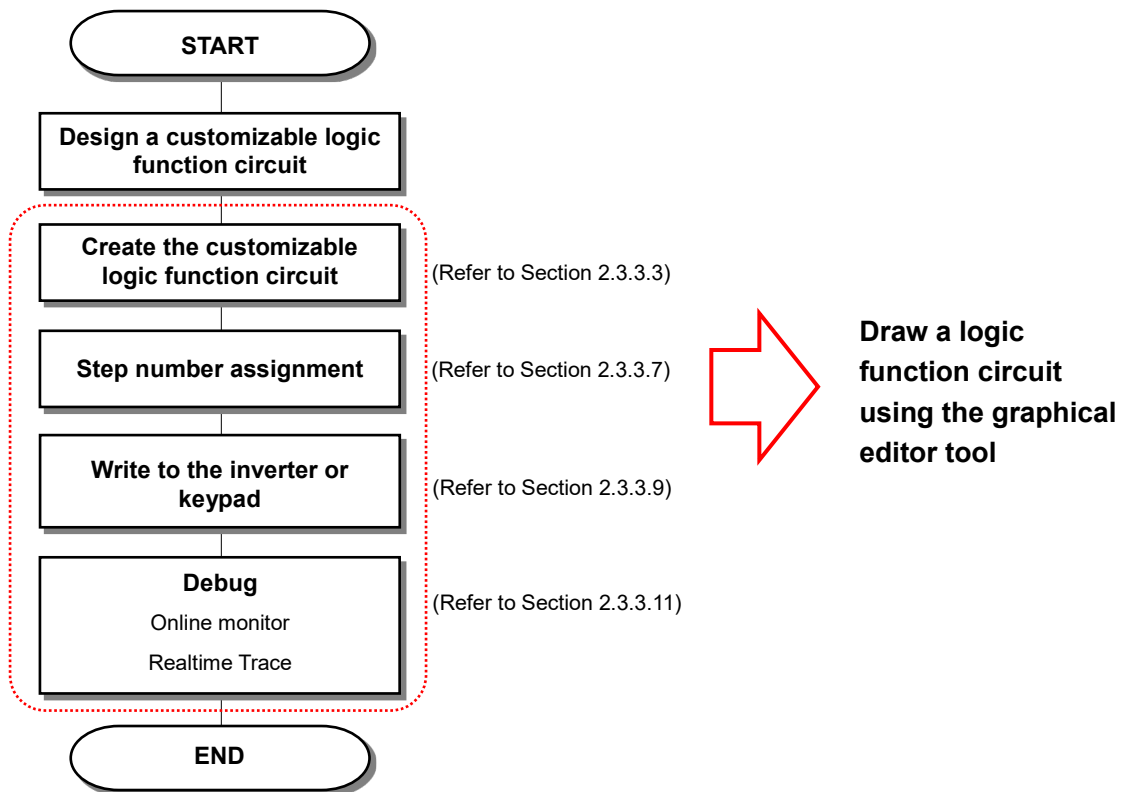 START
Design a customizable logic
function circuit
Create the customizable
logic function circuit
(Refer to Section 2.3.3.3)
Step number assignment
(Refer to Section 2.3.3.7)
Write to the inverter or
keypad
(Refer to Section 2.3.3.9)
Debug
Online monitor
Realtime Trace
(Refer to Section 2.3.3.11)
END
Draw a logic
function circuit
using the graphical
editor tool